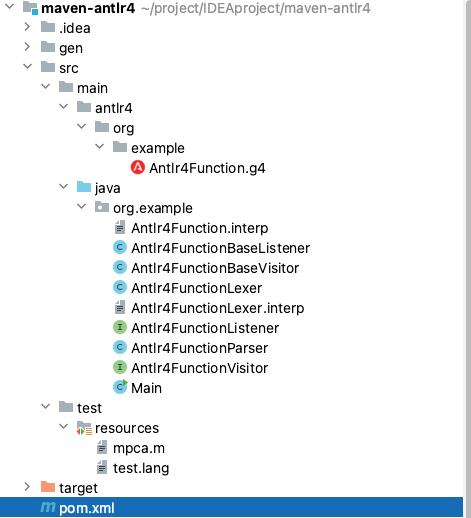 maven-antlr4 ~/project/IDEAproject/maven-antlr4
.idea
gen
src
main
antlr4
org
example
Antlr4Function.g4
java
org.example
Antlr4Function.interp
Antlr4FunctionBaseListener
Antlr4FunctionBaseVisitor
Antlr4FunctionLexer
Antlr4FunctionLexer.interp
Antlr4FunctionListener
Antlr4FunctionParser
Antlr4FunctionVisitor
Main
test
resources
mpca.m
test.lang
target
pom.xml